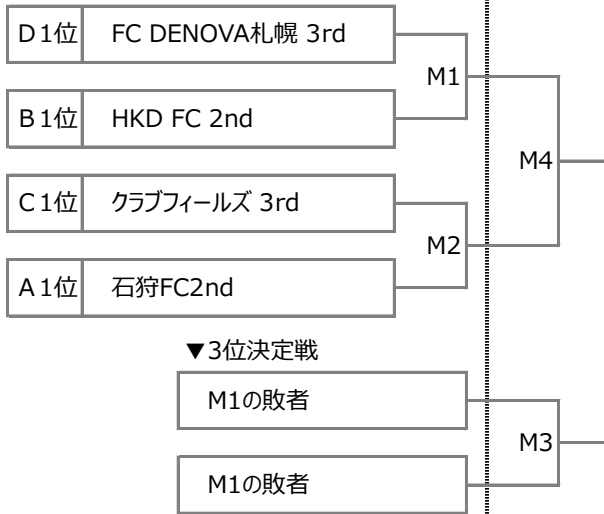 D1位 FC DENOVA札幌 3rd
M1
B1位 HKD FC 2nd
M4
C1位 クラブフィールズ 3rd
M2
A1位 石狩FC2nd
▼3位決定戦
M1の敗者
M3
M1の敗者